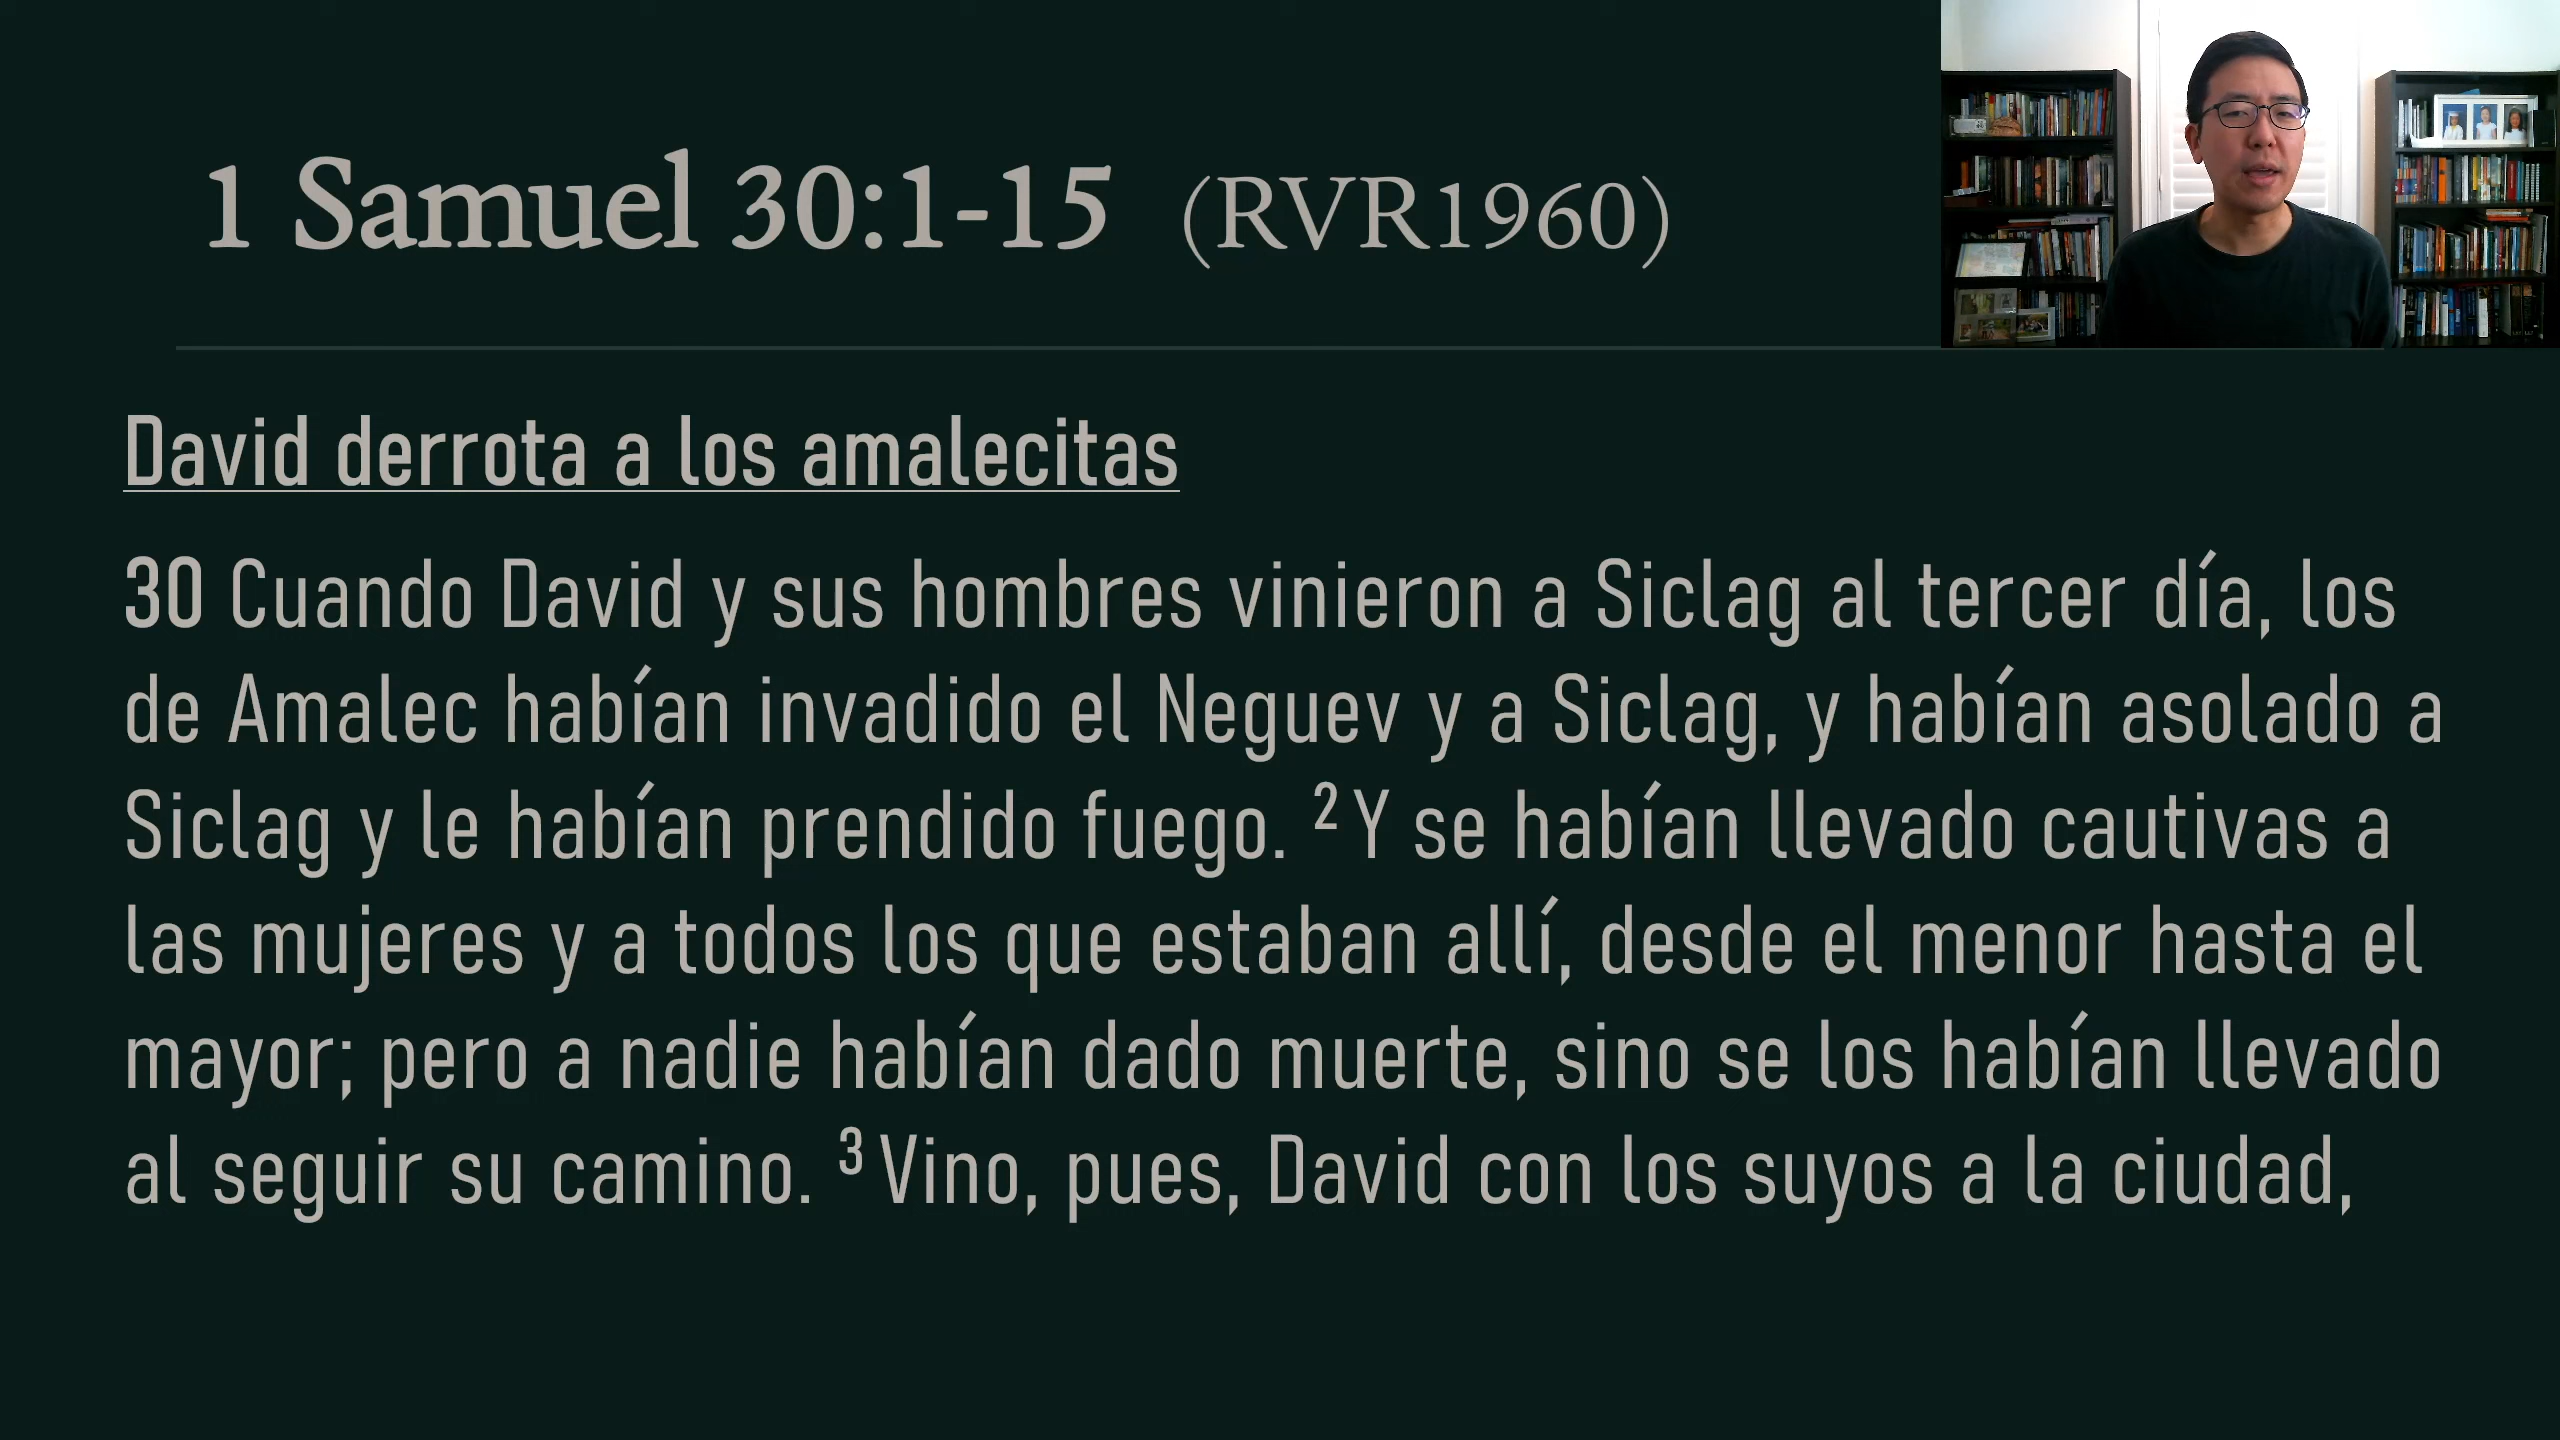 1 Samuel 30:1-15 (RVR1960)
David derrota a los amalecitas
30 Cuando David y sus hombres vinieron a Siclag al tercer día, los
de Amalec habían invadido el Neguev y a Siclag, y habían asolado a
Siclag y le habían prendido fuego. ² Y se habían llevado cautivas a
las mujeres y a todos los que estaban allí, desde el menor hasta el
mayor; pero a nadie habían dado muerte, sino se los habían llevado
al seguir su camino. ³ Vino, pues, David con los suyos a la ciudad,